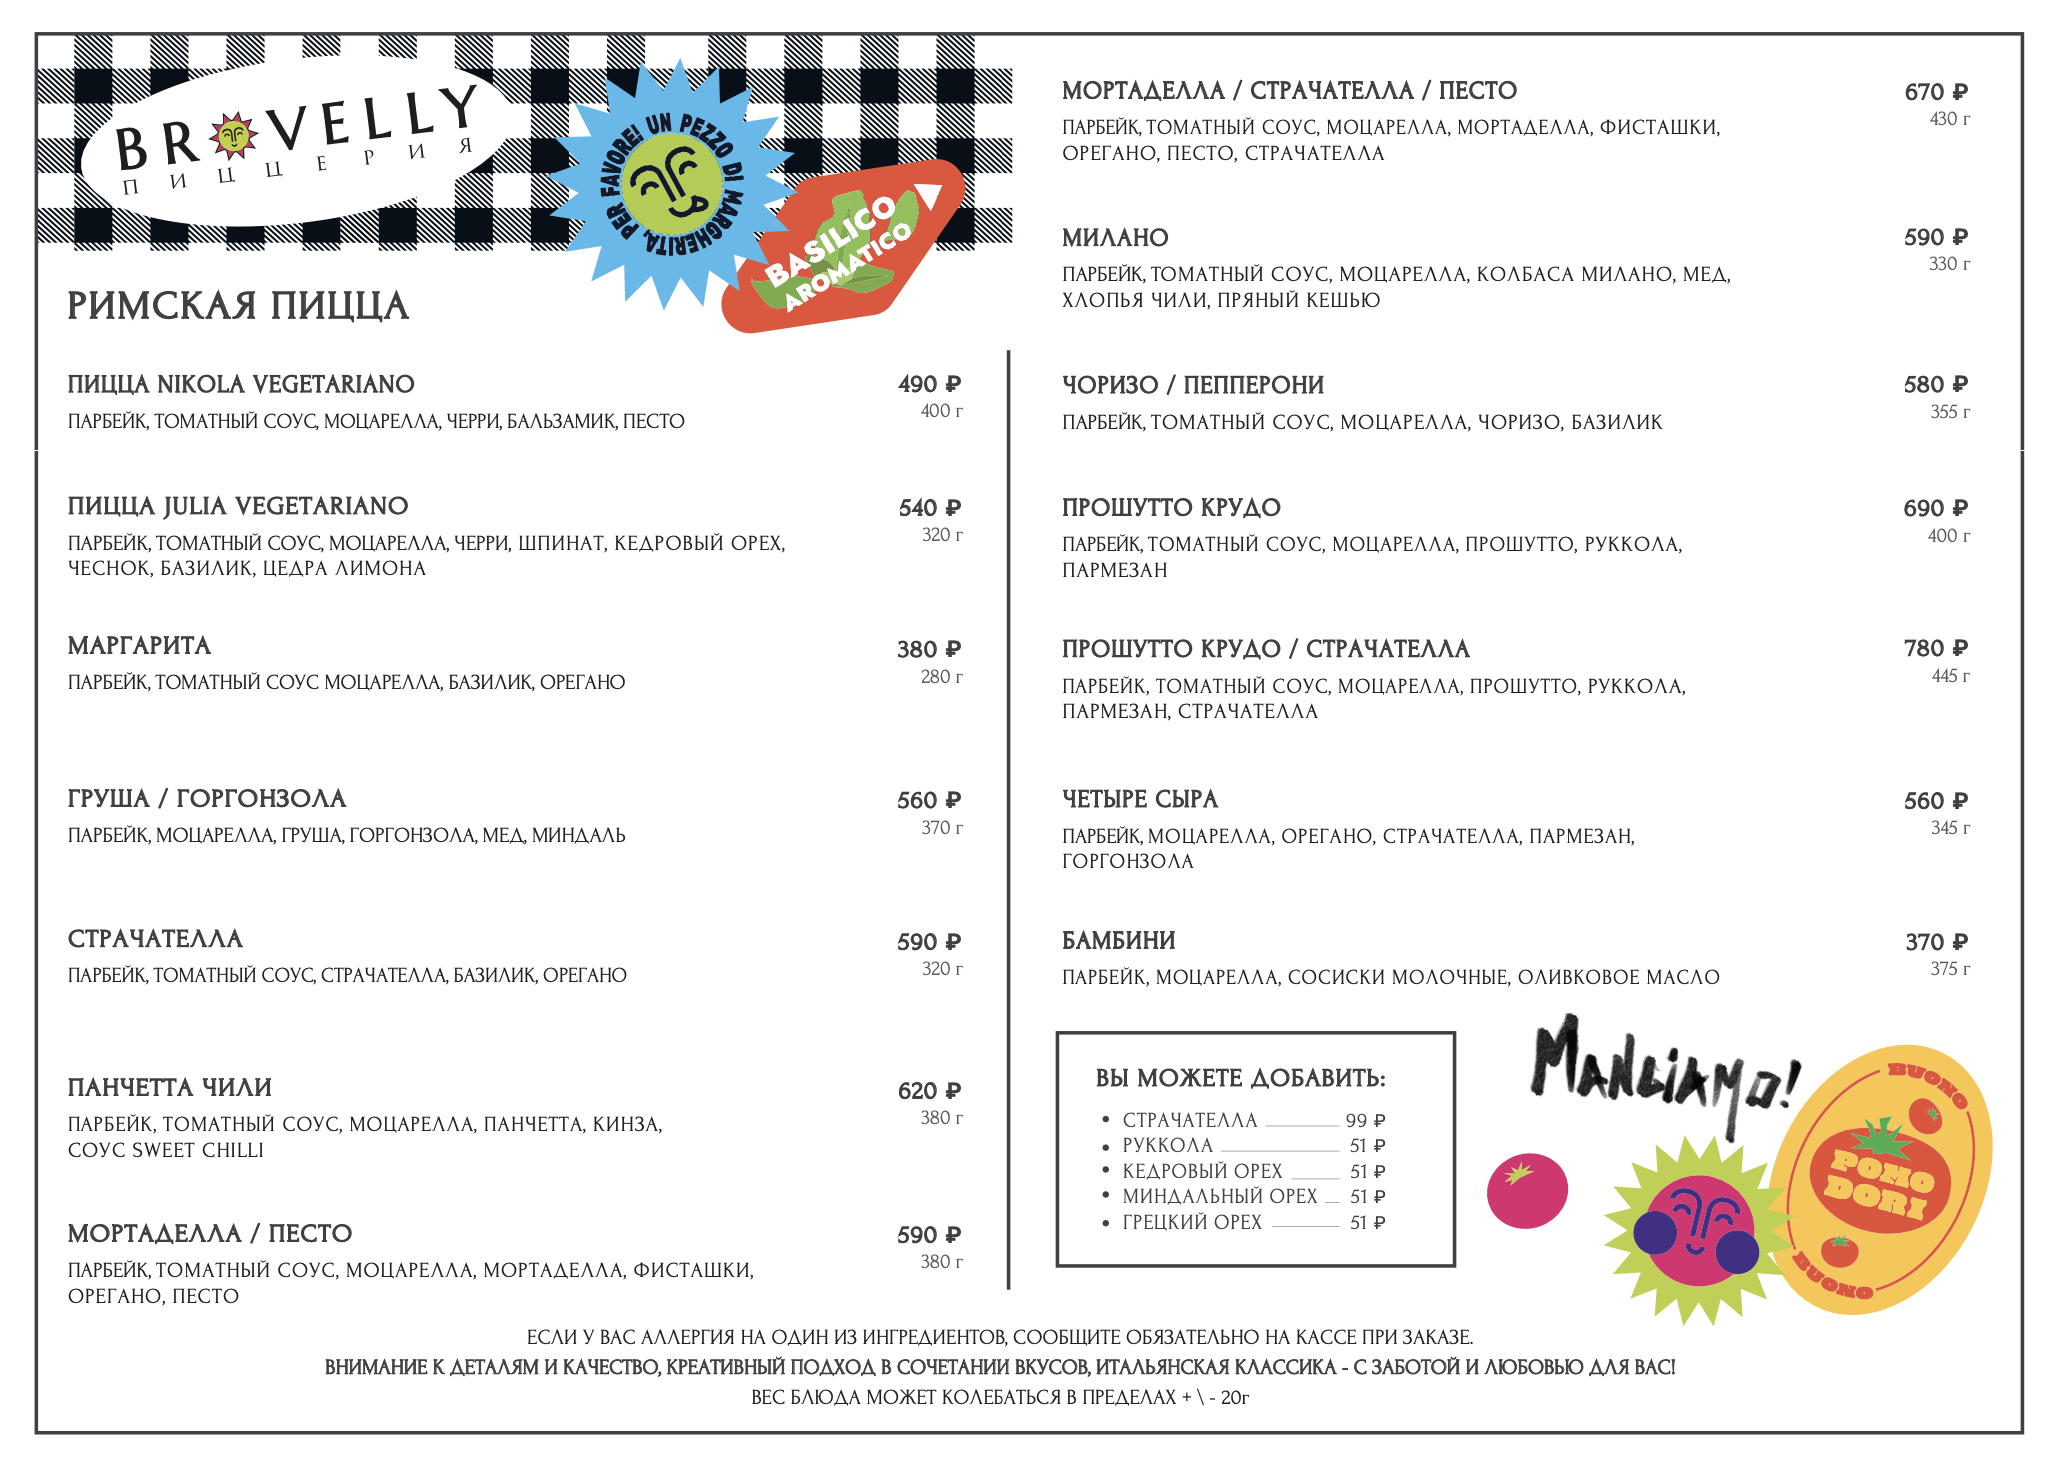 BROVELLY
ПИЦЦЕРИЯ
PER FAVORE! UN PEZZO DI MARGHERITA,
BASILICO
AROMATICO
РИМСКАЯ ПИЦЦА
ПИЦЦА NIKOLA VEGETARIANO 490 ₽
400 г
ПАРБЕЙК, ТОМАТНЫЙ СОУС, МОЦАРЕЛЛА, ЧЕРРИ, БАЛЬЗАМИК, ПЕСТО
ПИЦЦА JULIA VEGETARIANO 540 ₽
320 г
ПАРБЕЙК, ТОМАТНЫЙ СОУС, МОЦАРЕЛЛА, ЧЕРРИ, ШПИНАТ, КЕДРОВЫЙ ОРЕХ,
ЧЕСНОК, БАЗИЛИК, ЦЕДРА ЛИМОНА
МАРГАРИТА 380 ₽
280 г
ПАРБЕЙК, ТОМАТНЫЙ СОУС МОЦАРЕЛЛА, БАЗИЛИК, ОРЕГАНО
ГРУША / ГОРГОНЗОЛА 560 ₽
370 г
ПАРБЕЙК, МОЦАРЕЛЛА, ГРУША, ГОРГОНЗОЛА, МЕД, МИНДАЛЬ
СТРАЧАТЕЛЛА 590 ₽
320 г
ПАРБЕЙК, ТОМАТНЫЙ СОУС, СТРАЧАТЕЛЛА, БАЗИЛИК, ОРЕГАНО
ПАНЧЕТТА ЧИЛИ 620 ₽
380 г
ПАРБЕЙК, ТОМАТНЫЙ СОУС, МОЦАРЕЛЛА, ПАНЧЕТТА, КИНЗА,
СОУС SWEET CHILLI
МОРТАДЕЛЛА / ПЕСТО 590 ₽
380 г
ПАРБЕЙК, ТОМАТНЫЙ СОУС, МОЦАРЕЛЛА, МОРТАДЕЛЛА, ФИСТАШКИ,
ОРЕГАНО, ПЕСТО
МОРТАДЕЛЛА / СТРАЧАТЕЛЛА / ПЕСТО 670 ₽
430 г
ПАРБЕЙК, ТОМАТНЫЙ СОУС, МОЦАРЕЛЛА, МОРТАДЕЛЛА, ФИСТАШКИ,
ОРЕГАНО, ПЕСТО, СТРАЧАТЕЛЛА
МИЛАНО 590 ₽
330 г
ПАРБЕЙК, ТОМАТНЫЙ СОУС, МОЦАРЕЛЛА, КОЛБАСА МИЛАНО, МЕД,
ХЛОПЬЯ ЧИЛИ, ПРЯНЫЙ КЕШЬЮ
ЧОРИЗО / ПЕППЕРОНИ 580 ₽
355 г
ПАРБЕЙК, ТОМАТНЫЙ СОУС, МОЦАРЕЛЛА, ЧОРИЗО, БАЗИЛИК
ПРОШУТТО КРУДО 690 ₽
400 г
ПАРБЕЙК, ТОМАТНЫЙ СОУС, МОЦАРЕЛЛА, ПРОШУТТО, РУККОЛА,
ПАРМЕЗАН
ПРОШУТТО КРУДО / СТРАЧАТЕЛЛА 780 ₽
445 г
ПАРБЕЙК, ТОМАТНЫЙ СОУС, МОЦАРЕЛЛА, ПРОШУТТО, РУККОЛА,
ПАРМЕЗАН, СТРАЧАТЕЛЛА
ЧЕТЫРЕ СЫРА 560 ₽
345 г
ПАРБЕЙК, МОЦАРЕЛЛА, ОРЕГАНО, СТРАЧАТЕЛЛА, ПАРМЕЗАН,
ГОРГОНЗОЛА
БАМБИНИ 370 ₽
375 г
ПАРБЕЙК, МОЦАРЕЛЛА, СОСИСКИ МОЛОЧНЫЕ, ОЛИВКОВОЕ МАСЛО
ВЫ МОЖЕТЕ ДОБАВИТЬ:
• СТРАЧАТЕЛЛА 99 ₽
• РУККОЛА 51 ₽
• КЕДРОВЫЙ ОРЕХ 51 ₽
• МИНДАЛЬНЫЙ ОРЕХ 51 ₽
• ГРЕЦКИЙ ОРЕХ 51 ₽
MANGIAMO!
BUONO
POMO
DORI
BUONO
ЕСЛИ У ВАС АЛЛЕРГИЯ НА ОДИН ИЗ ИНГРЕДИЕНТОВ, СООБЩИТЕ ОБЯЗАТЕЛЬНО НА КАССЕ ПРИ ЗАКАЗЕ.
ВНИМАНИЕ К ДЕТАЛЯМ И КАЧЕСТВО, КРЕАТИВНЫЙ ПОДХОД В СОЧЕТАНИИ ВКУСОВ, ИТАЛЬЯНСКАЯ КЛАССИКА - С ЗАБОТОЙ И ЛЮБОВЬЮ ДЛЯ ВАС!
ВЕС БЛЮДА МОЖЕТ КОЛЕБАТЬСЯ В ПРЕДЕЛАХ + \ - 20г